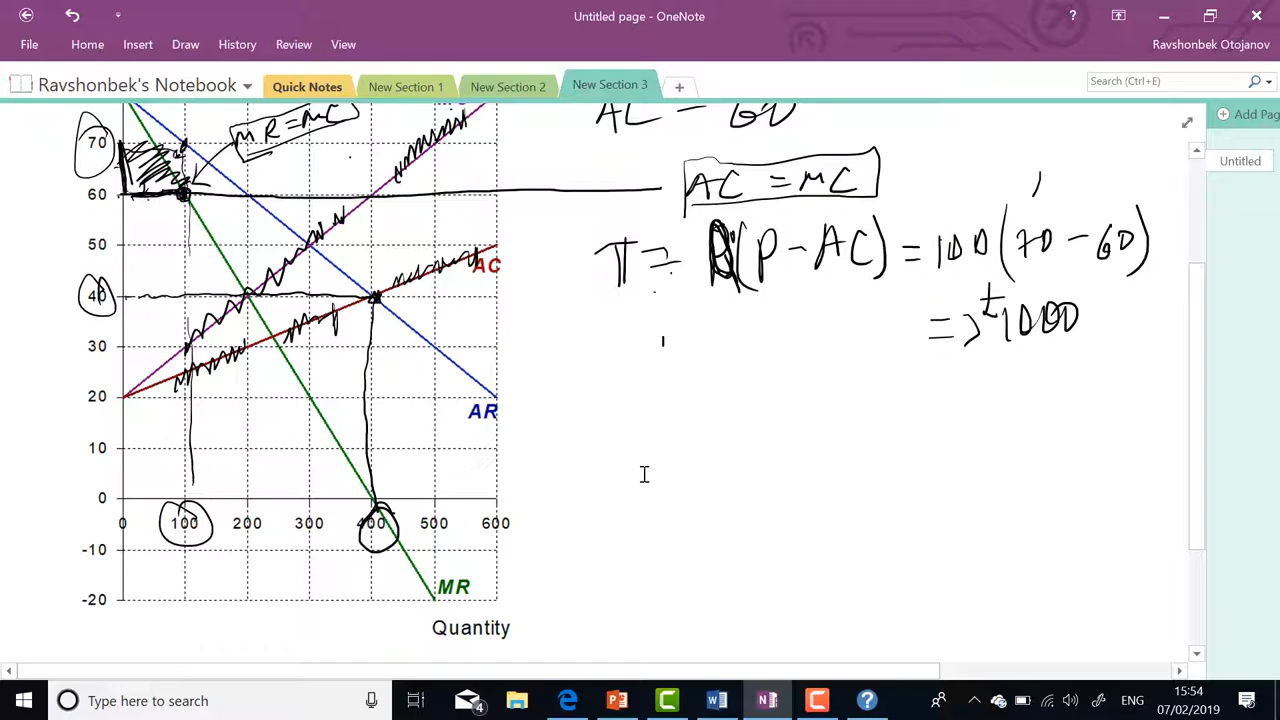 Untitled page - OneNote
?
File Home Insert Draw History Review View
Ravshonbek Otojanov
Ravshonbek's Notebook
Quick Notes
New Section 1
New Section 2
New Section 3
+
Search (Ctrl+E)
Add Pag
Untitled
MR = MC
AC = 60
AC = MC
π = Q(P - AC) = 100(70 - 60)
= 1000
70
60
50
40
30
20
10
0
-10
-20
AC
AR
MR
0 100 200 300 400 500 600
Quantity
Type here to search
4
ENG
15:54
07/02/2019